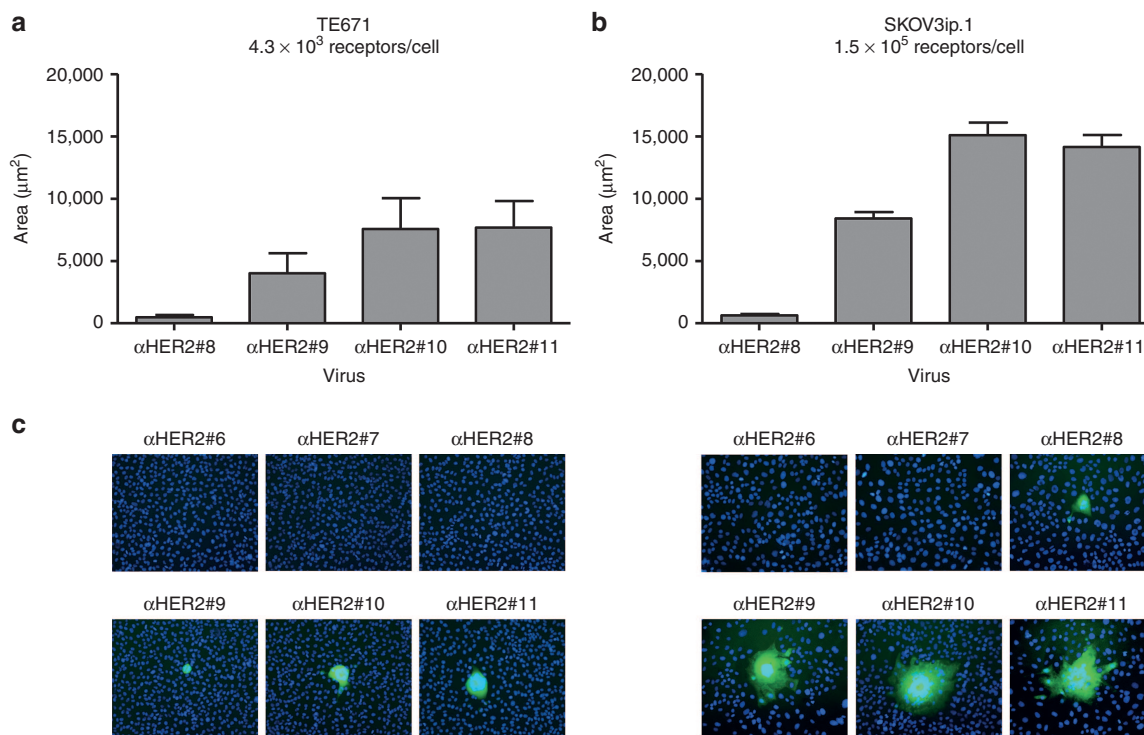 a
TE671
4.3 × 10³ receptors/cell
20,000
15,000
10,000
5,000
0
Area (μm²)
αHER2#8 αHER2#9 αHER2#10 αHER2#11
Virus
b
SKOV3ip.1
1.5 × 10⁵ receptors/cell
20,000
15,000
10,000
5,000
0
Area (μm²)
αHER2#8 αHER2#9 αHER2#10 αHER2#11
Virus
c
αHER2#6 αHER2#7 αHER2#8
αHER2#9 αHER2#10 αHER2#11
αHER2#6 αHER2#7 αHER2#8
αHER2#9 αHER2#10 αHER2#11